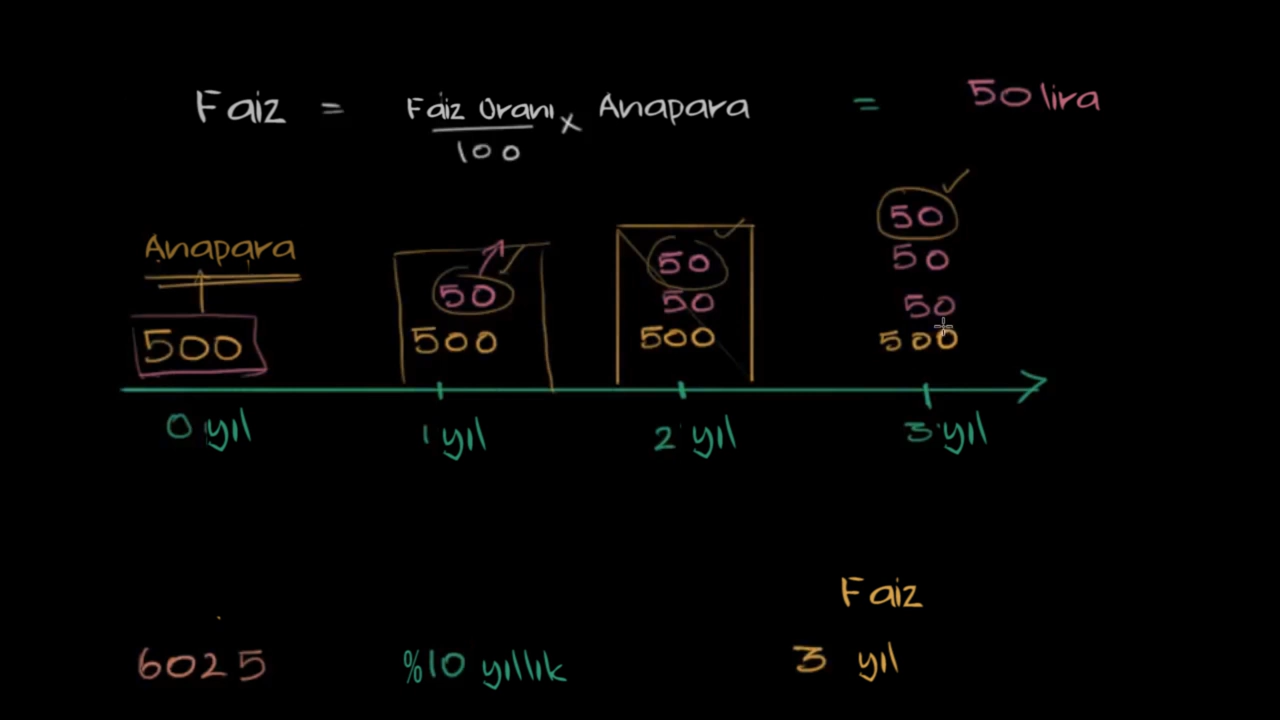 Faiz = Faiz Oranı x Anapara = 50 lira
100
50
Anapara 50 50 50
50 50
500 500 500 500
0 yıl 1 yıl 2 yıl 3 yıl
Faiz
6025 %10 yıllık 3 yıl